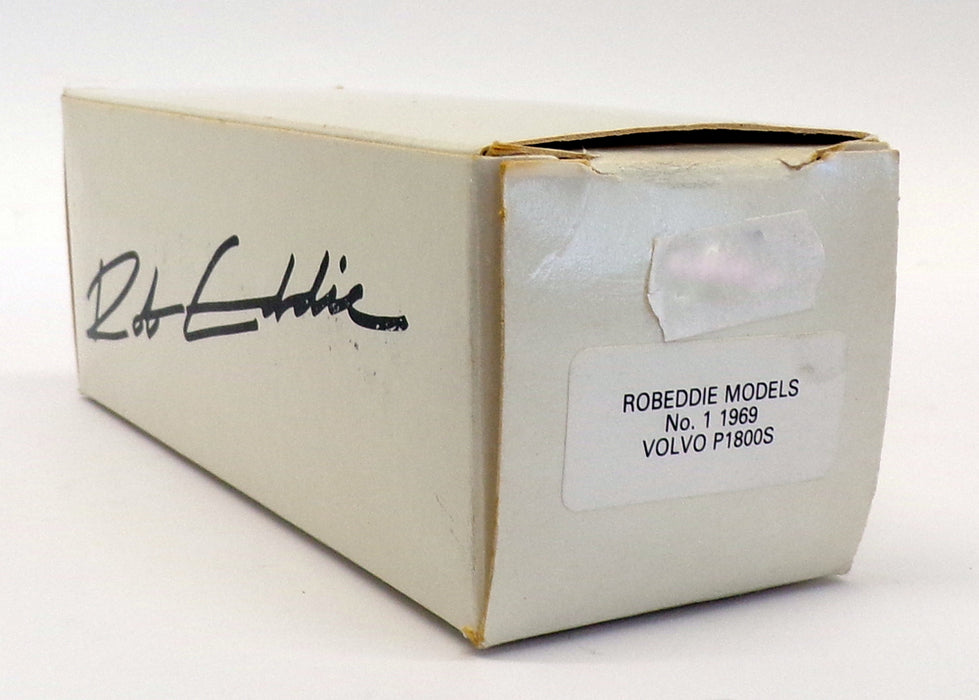 Rob Eddie
ROBEDDIE MODELS
No. 1 1969
VOLVO P1800S